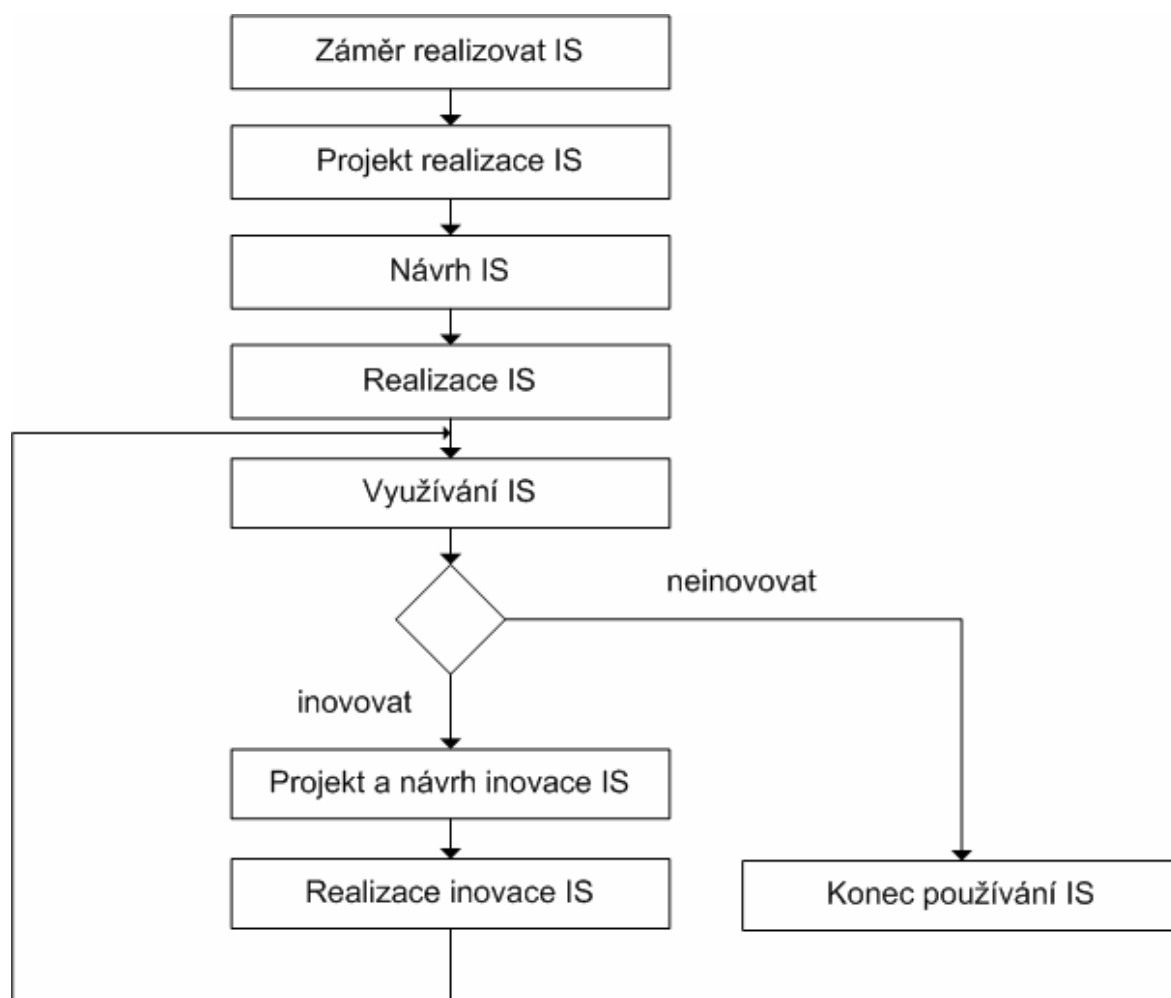 Záměr realizovat IS
Projekt realizace IS
Návrh IS
Realizace IS
Využívání IS
neinovovat
inovovat
Projekt a návrh inovace IS
Realizace inovace IS
Konec používání IS